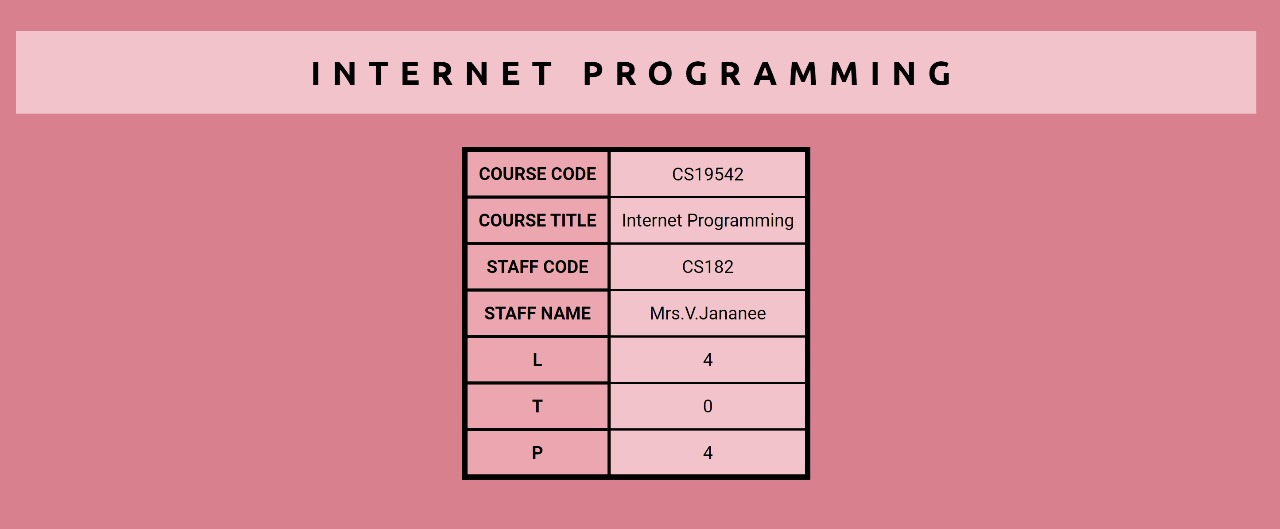 INTERNET PROGRAMMING
COURSE CODE CS19542
COURSE TITLE Internet Programming
STAFF CODE CS182
STAFF NAME Mrs.V.Jananee
L 4
T 0
P 4